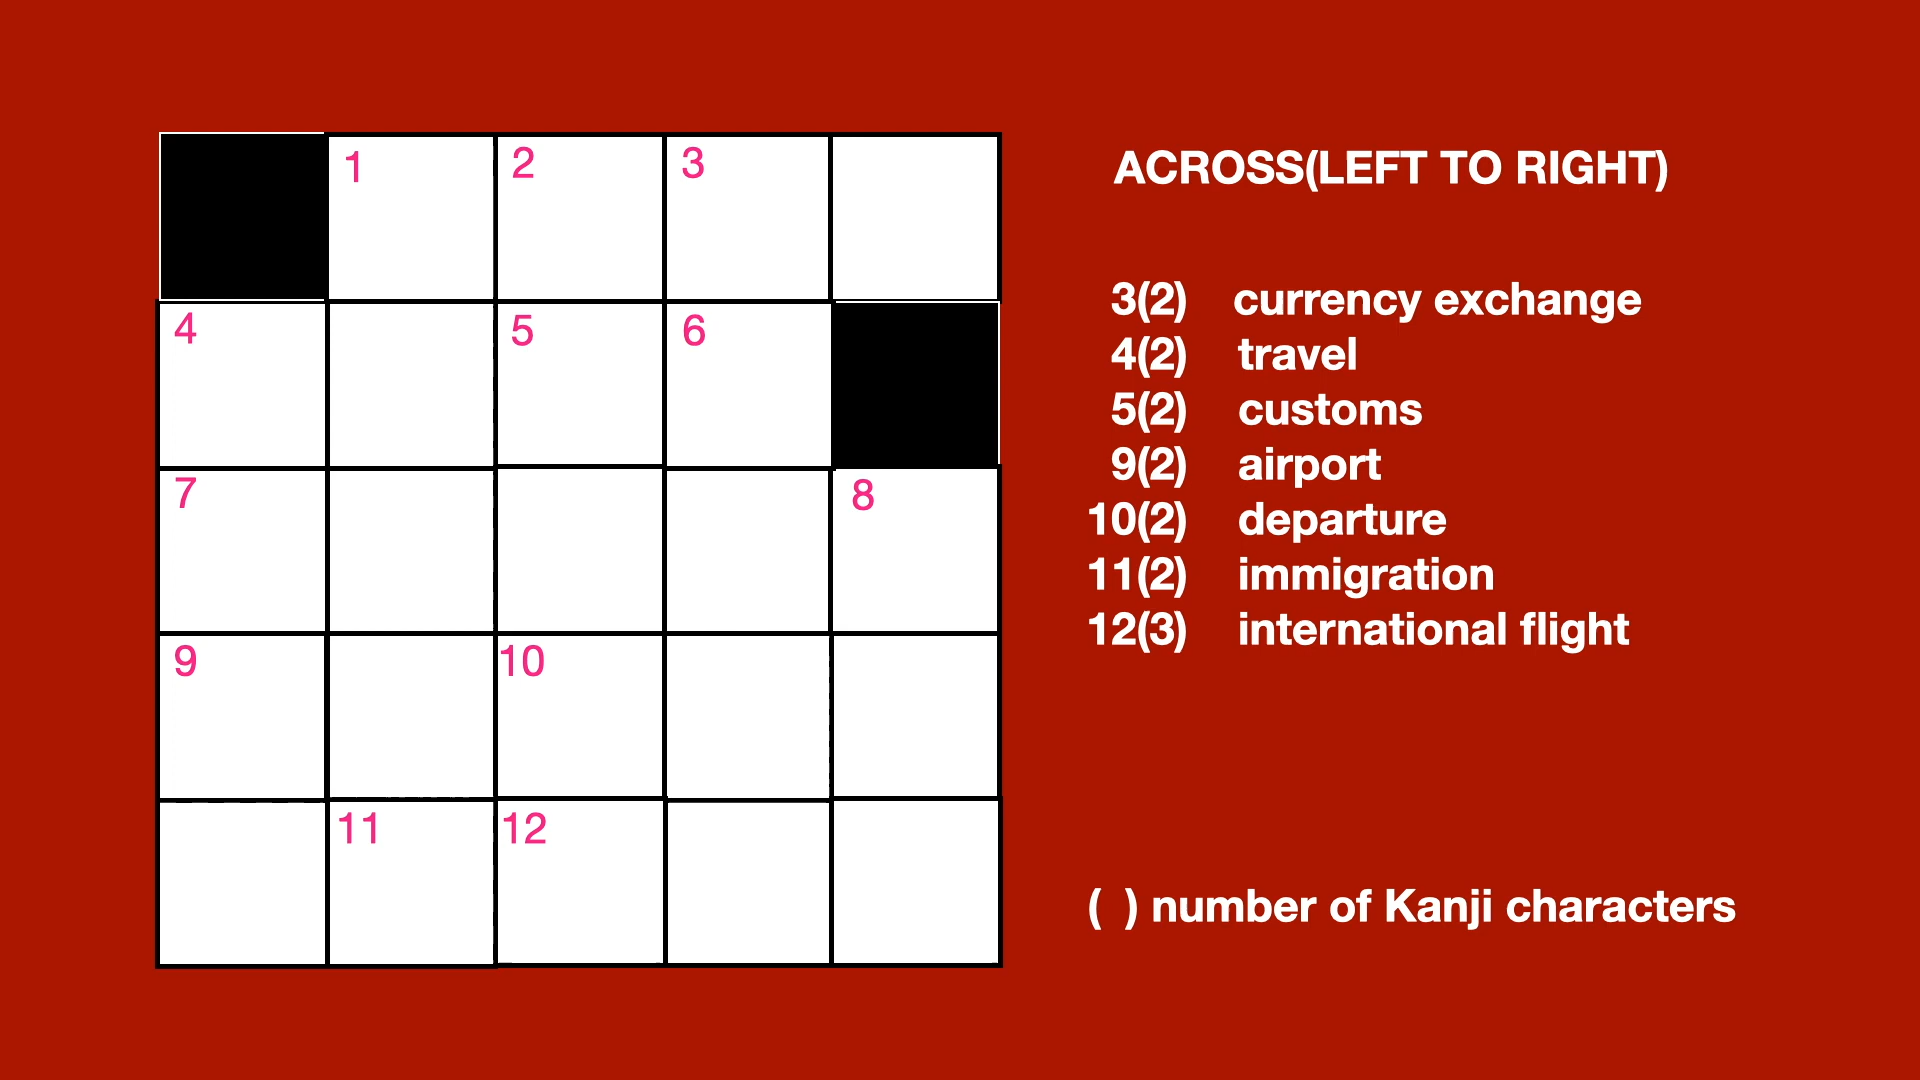 1 2 3
4 5 6
7 8
9 10
11 12
ACROSS(LEFT TO RIGHT)
3(2) currency exchange
4(2) travel
5(2) customs
9(2) airport
10(2) departure
11(2) immigration
12(3) international flight
( ) number of Kanji characters